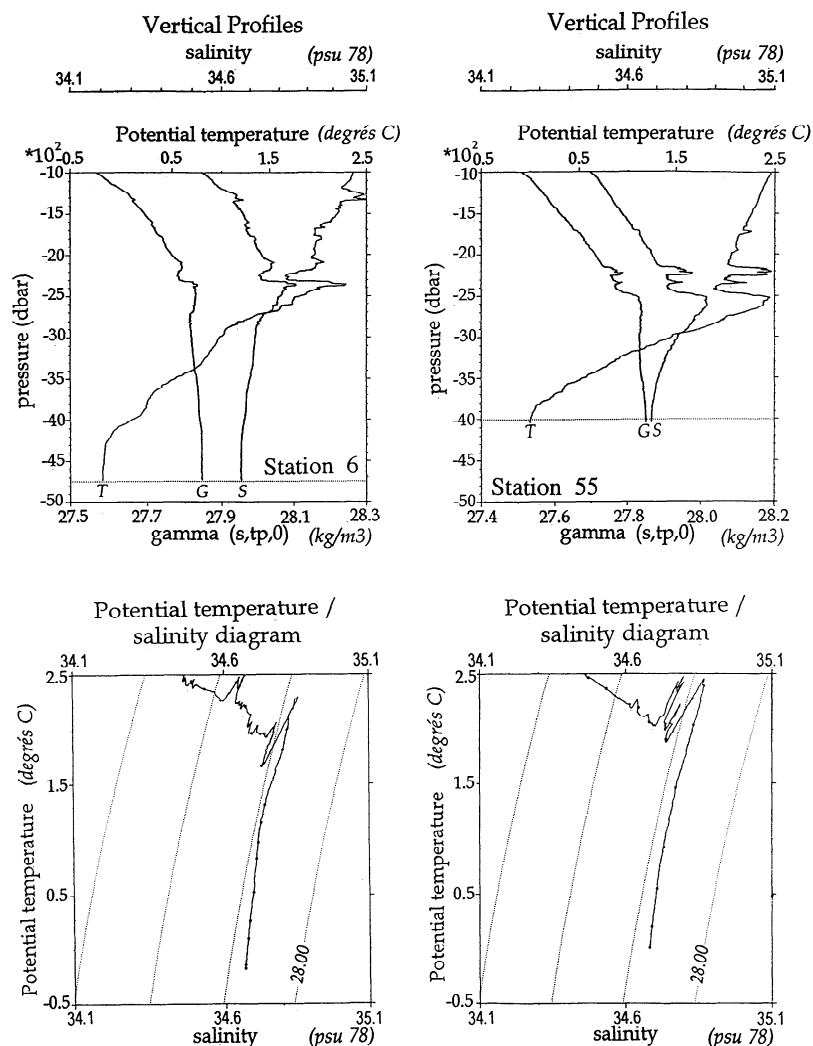 Vertical Profiles
salinity (psu 78)
34.1 34.6 35.1
Potential temperature (degrés C)
*10² -0.5 0.5 1.5 2.5
-10
-15
-20
-25
-30
-35
-40
-45
-50
pressure (dbar)
T G S
Station 6
27.5 27.7 27.9 28.1 28.3
gamma (s,tp,0) (kg/m3)
Vertical Profiles
salinity (psu 78)
34.1 34.6 35.1
Potential temperature (degrés C)
*10² -0.5 0.5 1.5 2.5
-10
-15
-20
-25
-30
-35
-40
-45
-50
pressure (dbar)
T G S
Station 55
27.4 27.6 27.8 28.0 28.2
gamma (s,tp,0) (kg/m3)
Potential temperature /
salinity diagram
34.1 34.6 35.1
2.5
1.5
0.5
-0.5
Potential temperature (degrés C)
28.00
34.1 34.6 35.1
salinity (psu 78)
Potential temperature /
salinity diagram
34.1 34.6 35.1
2.5
1.5
0.5
-0.5
Potential temperature (degrés C)
28.00
34.1 34.6 35.1
salinity (psu 78)